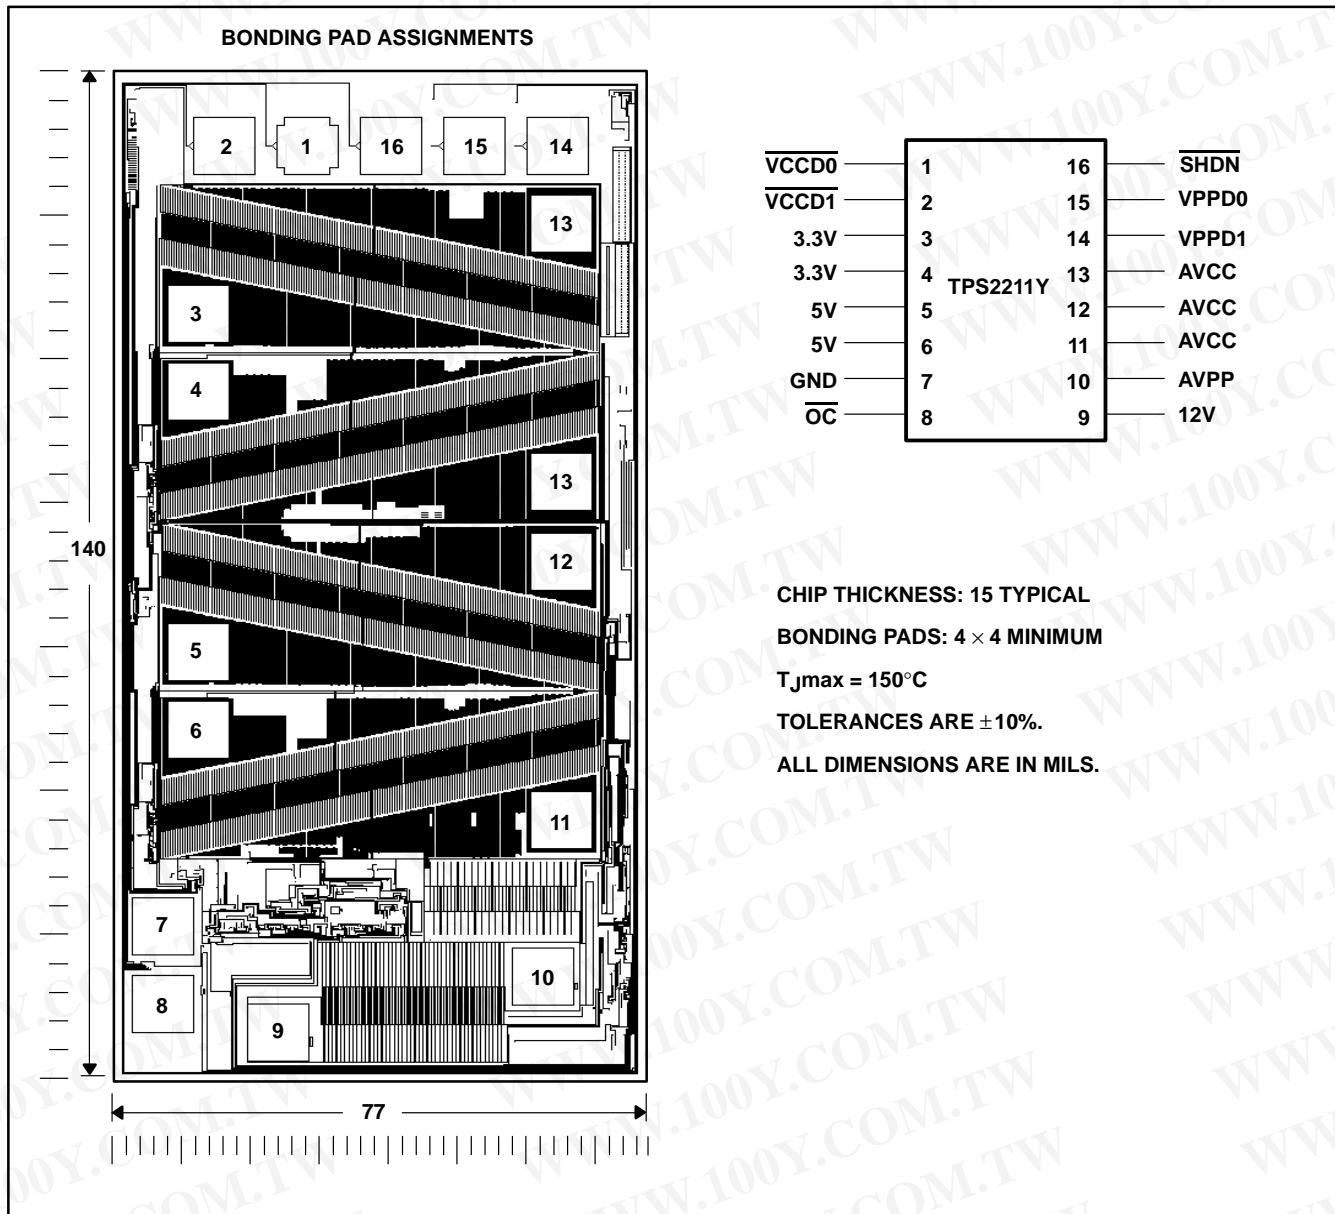 BONDING PAD ASSIGNMENTS
2 1 16 15 14
13
3
4
13
12
5
6
11
7
10
8
9
140
77
VCCD0 1 16 SHDN
VCCD1 2 15 VPPD0
3.3V 3 14 VPPD1
3.3V 4 13 AVCC
TPS2211Y
5V 5 12 AVCC
5V 6 11 AVCC
GND 7 10 AVPP
OC 8 9 12V
CHIP THICKNESS: 15 TYPICAL
BONDING PADS: 4 × 4 MINIMUM
TJmax = 150°C
TOLERANCES ARE ±10%.
ALL DIMENSIONS ARE IN MILS.
WWW.100Y.COM.TW